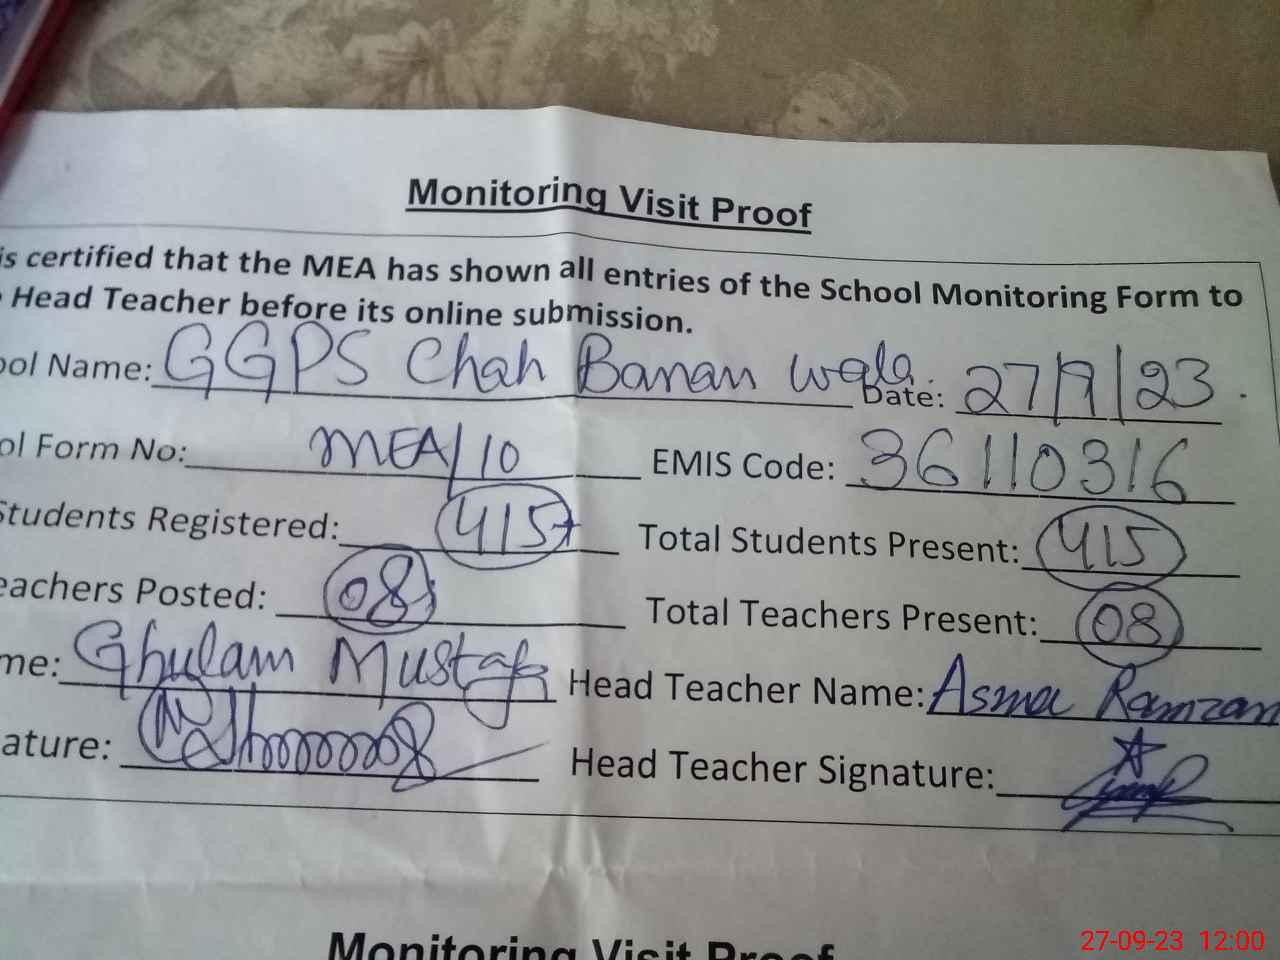 Monitoring Visit Proof
is certified that the MEA has shown all entries of the School Monitoring Form to
Head Teacher before its online submission.
ool Name: GGPS Chah Banan wala. Date: 27/9/23
ol Form No: MEA/10 EMIS Code: 36110316
Students Registered: 415 Total Students Present: 415
eachers Posted: 08 Total Teachers Present: 08
me: Ghulam Mustafa Head Teacher Name: Asma Ramzan
ature: Head Teacher Signature:
Monitoring Visit Proof
27-09-23 12:00